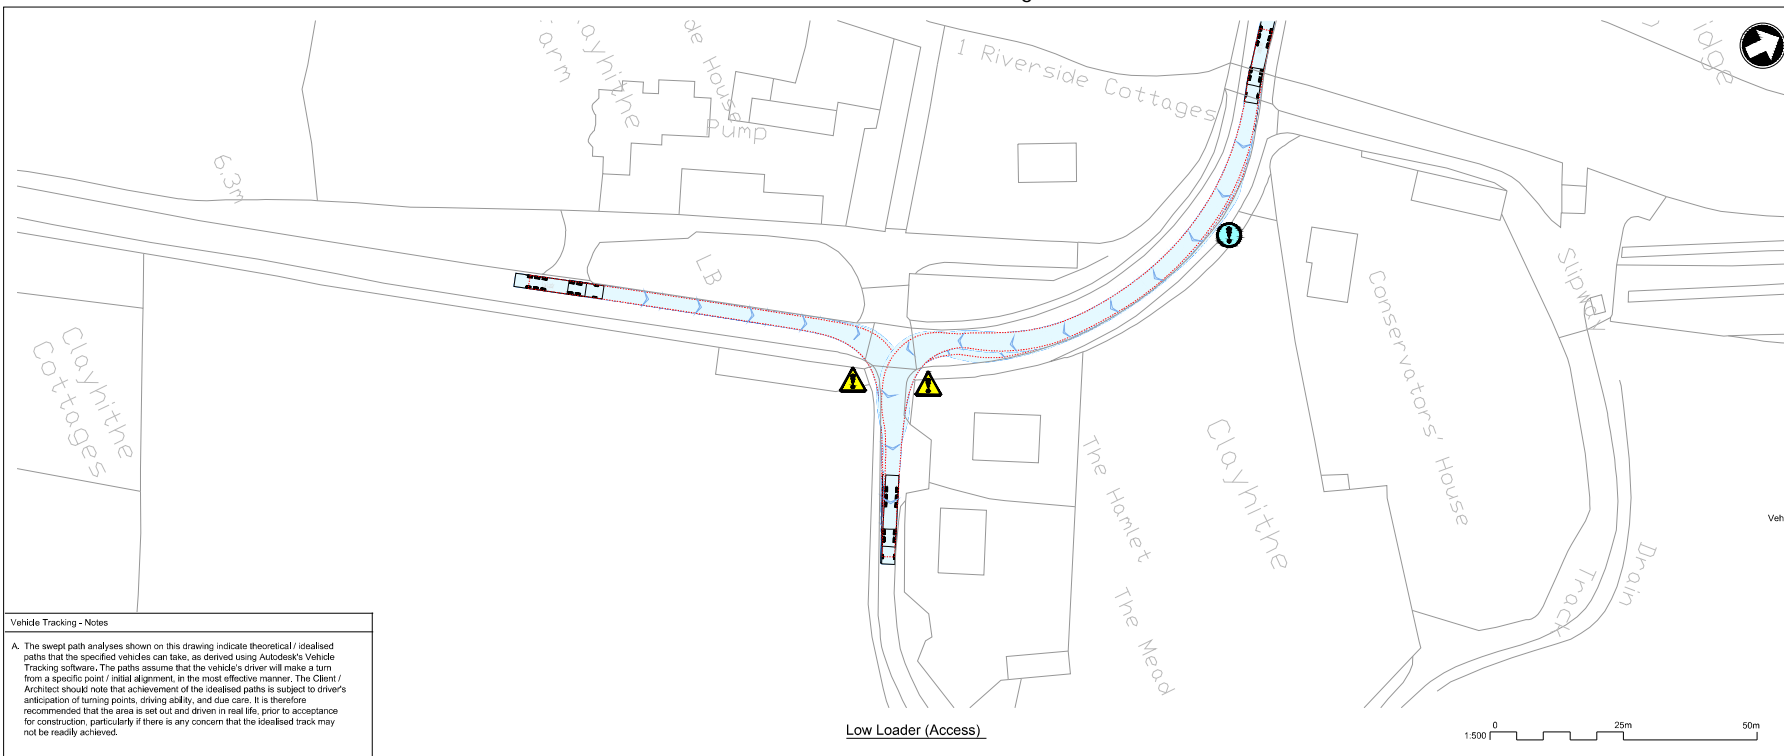 1 Riverside Cottages
Pump
6.3m
LB
Clayhithe
Cottages
Slipway
Conservators' House
Clayhithe
The Hamlet
The Mead
Drain
Track
Veh
Vehicle Tracking - Notes
A. The swept path analyses shown on this drawing indicate theoretical / idealised
paths that the specified vehicles can take, as derived using Autodesk's Vehicle
Tracking software. The paths assume that the vehicle's driver will make a turn
from a specific point / initial alignment, in the most effective manner. The Client /
Architect should note that achievement of the idealised paths is subject to driver's
anticipation of turning points, driving ability, and due care. It is therefore
recommended that the area is set out and driven in real life, prior to acceptance
for construction, particularly if there is any concern that the idealised track may
not be readily achieved.
Low Loader (Access)
1:500
0 25m 50m